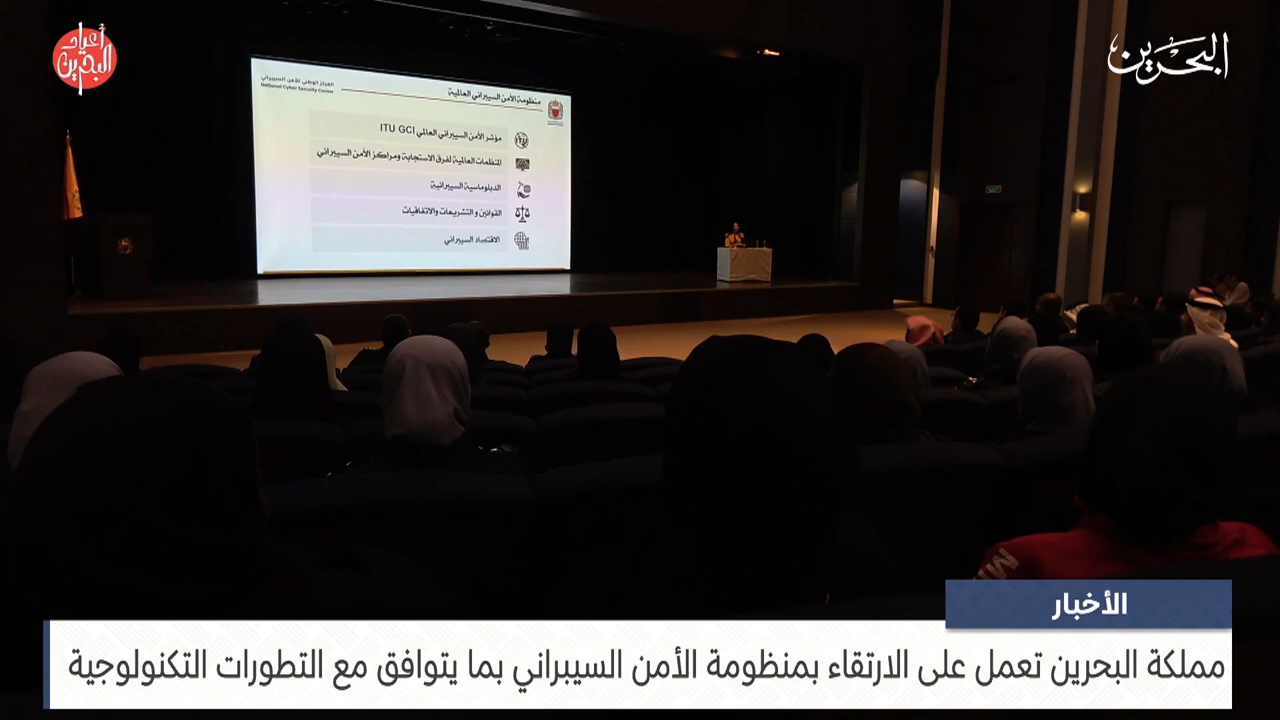 أعياد
البحرين
البحرين
المركز الوطني للأمن السيبراني
National Cyber Security Center
منظومة الأمن السيبراني العالمية
مؤشر الأمن السيبراني العالمي ITU GCI
المنظمات العالمية لفرق الاستجابة ومراكز الأمن السيبراني
الدبلوماسية السيبرانية
القوانين و التشريعات والاتفاقيات
الاقتصاد السيبراني
الأخبار
مملكة البحرين تعمل على الارتقاء بمنظومة الأمن السيبراني بما يتوافق مع التطورات التكنولوجية